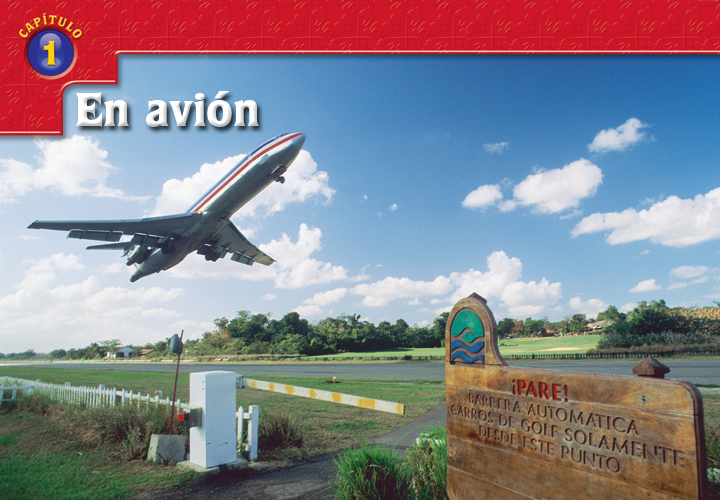 CAPÍTULO
1
En avión
¡PARE!
BARRERA AUTOMATICA
CARROS DE GOLF SOLAMENTE
DESDE ESTE PUNTO